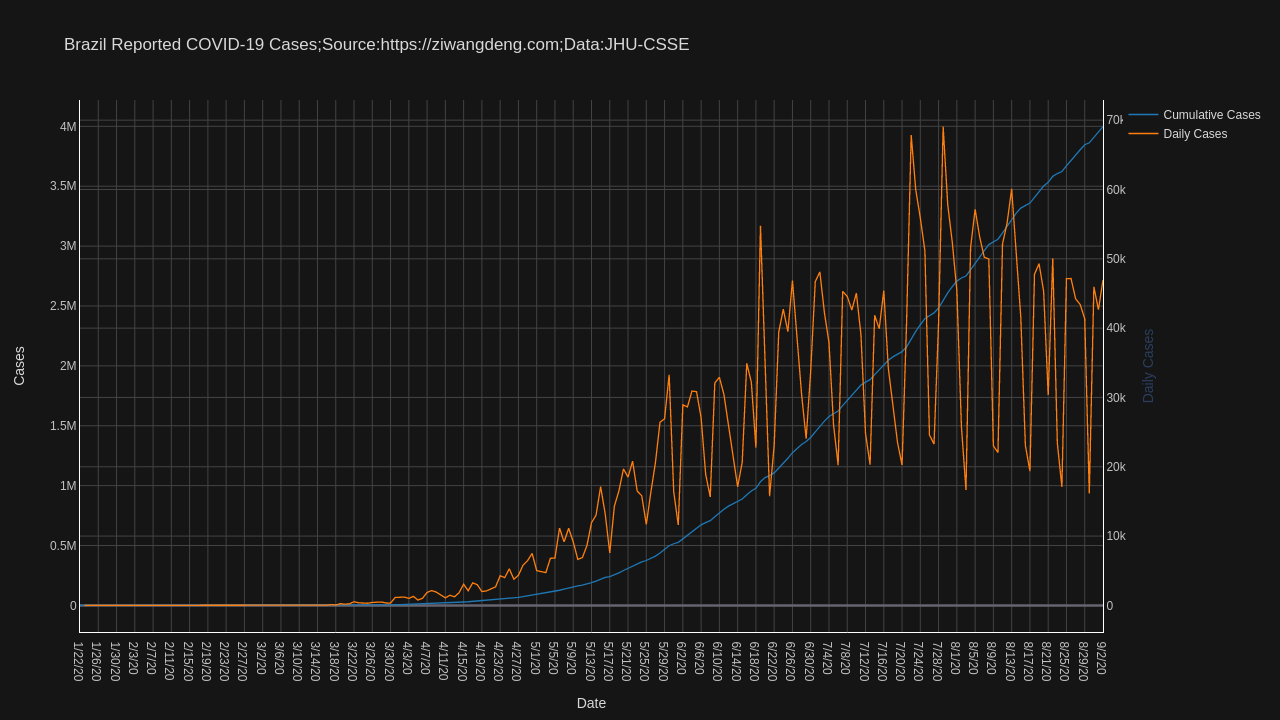 Brazil Reported COVID-19 Cases;Source:https://ziwangdeng.com;Data:JHU-CSSE
Cumulative Cases
Daily Cases
4M
3.5M
3M
2.5M
2M
1.5M
1M
0.5M
0
Cases
70k
60k
50k
40k
30k
20k
10k
0
Daily Cases
1/22/20
1/26/20
1/30/20
2/3/20
2/7/20
2/11/20
2/15/20
2/19/20
2/23/20
2/27/20
3/2/20
3/6/20
3/10/20
3/14/20
3/18/20
3/22/20
3/26/20
3/30/20
4/3/20
4/7/20
4/11/20
4/15/20
4/19/20
4/23/20
4/27/20
5/1/20
5/5/20
5/9/20
5/13/20
5/17/20
5/21/20
5/25/20
5/29/20
6/2/20
6/6/20
6/10/20
6/14/20
6/18/20
6/22/20
6/26/20
6/30/20
7/4/20
7/8/20
7/12/20
7/16/20
7/20/20
7/24/20
7/28/20
8/1/20
8/5/20
8/9/20
8/13/20
8/17/20
8/21/20
8/25/20
8/29/20
9/2/20
Date